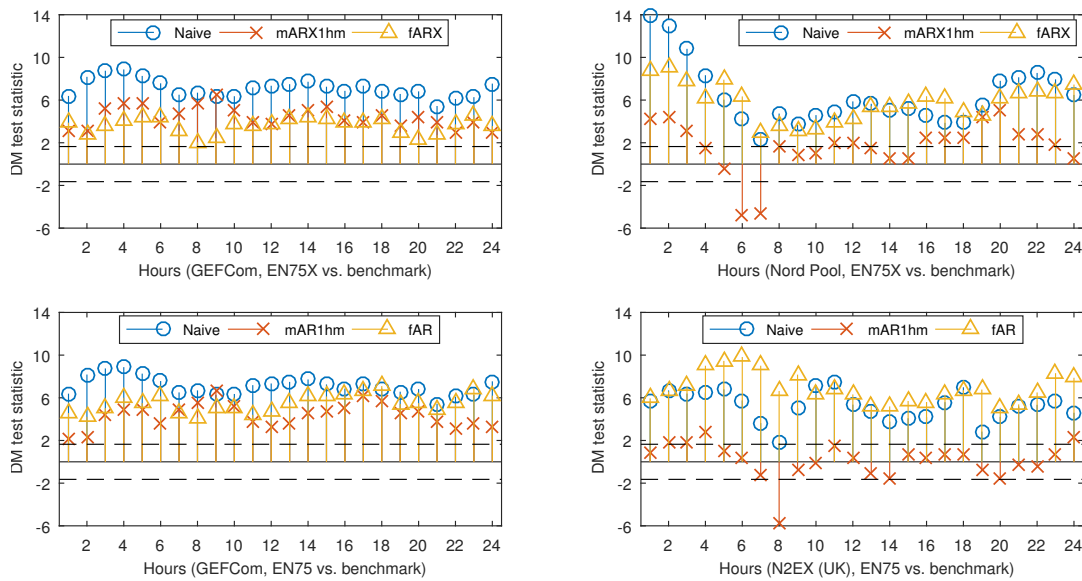 14
10
6
2
-2
-6
DM test statistic
Naive mARX1hm fARX
2 4 6 8 10 12 14 16 18 20 22 24
Hours (GEFCom, EN75X vs. benchmark)
14
10
6
2
-2
-6
DM test statistic
Naive mARX1hm fARX
2 4 6 8 10 12 14 16 18 20 22 24
Hours (Nord Pool, EN75X vs. benchmark)
14
10
6
2
-2
-6
DM test statistic
Naive mAR1hm fAR
2 4 6 8 10 12 14 16 18 20 22 24
Hours (GEFCom, EN75 vs. benchmark)
14
10
6
2
-2
-6
DM test statistic
Naive mAR1hm fAR
2 4 6 8 10 12 14 16 18 20 22 24
Hours (N2EX (UK), EN75 vs. benchmark)